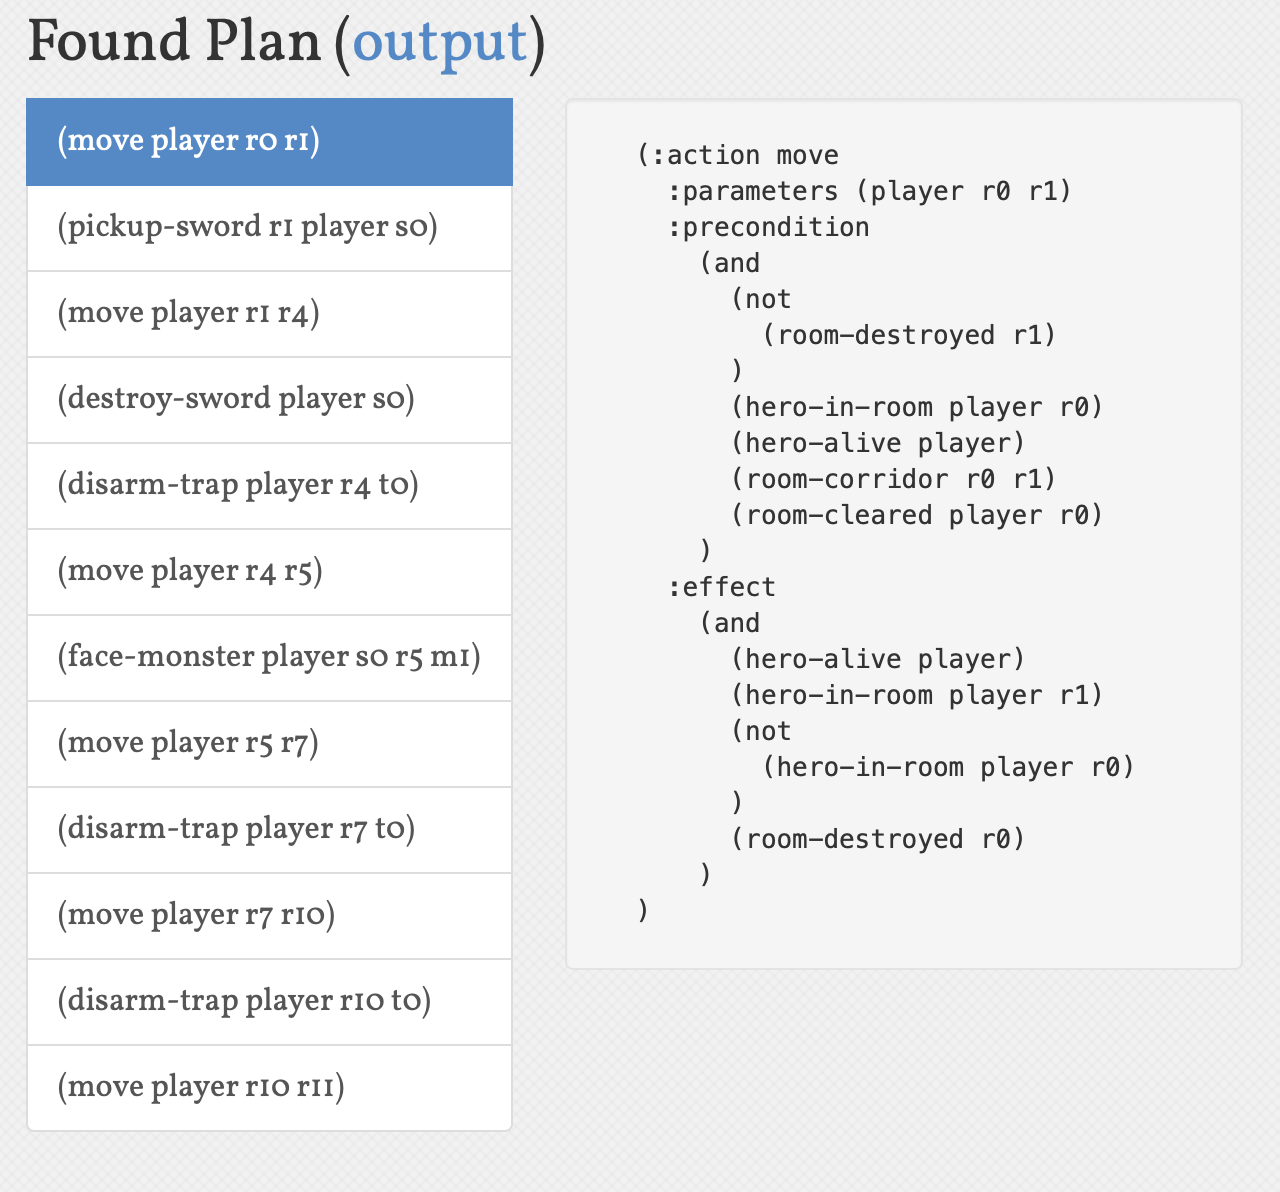 Found Plan (output)
(move player r0 r1)
(pickup-sword r1 player s0)
(move player r1 r4)
(destroy-sword player s0)
(disarm-trap player r4 t0)
(move player r4 r5)
(face-monster player s0 r5 m1)
(move player r5 r7)
(disarm-trap player r7 t0)
(move player r7 r10)
(disarm-trap player r10 t0)
(move player r10 r11)
(:action move
  :parameters (player r0 r1)
  :precondition
    (and
      (not
        (room-destroyed r1)
      )
      (hero-in-room player r0)
      (hero-alive player)
      (room-corridor r0 r1)
      (room-cleared player r0)
    )
  :effect
    (and
      (hero-alive player)
      (hero-in-room player r1)
      (not
        (hero-in-room player r0)
      )
      (room-destroyed r0)
    )
)